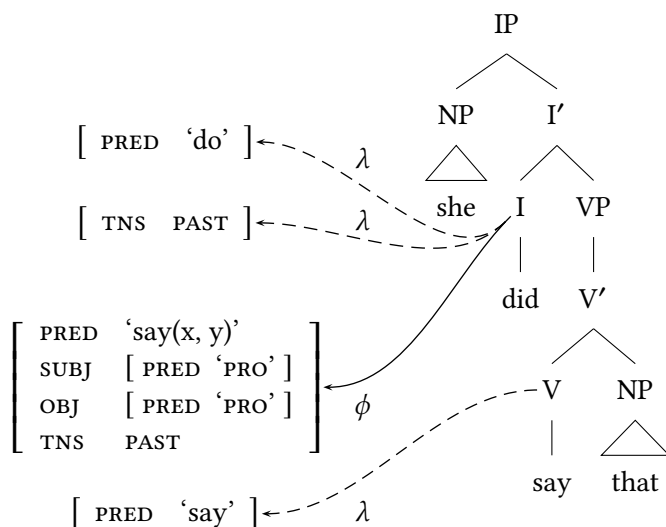 IP
NP I′
[ PRED ‘do’ ] λ
she I VP
[ TNS PAST ] λ
did V′
PRED ‘say(x, y)’
SUBJ [ PRED ‘PRO’ ]
OBJ [ PRED ‘PRO’ ] ϕ V NP
TNS PAST
say that
[ PRED ‘say’ ] λ